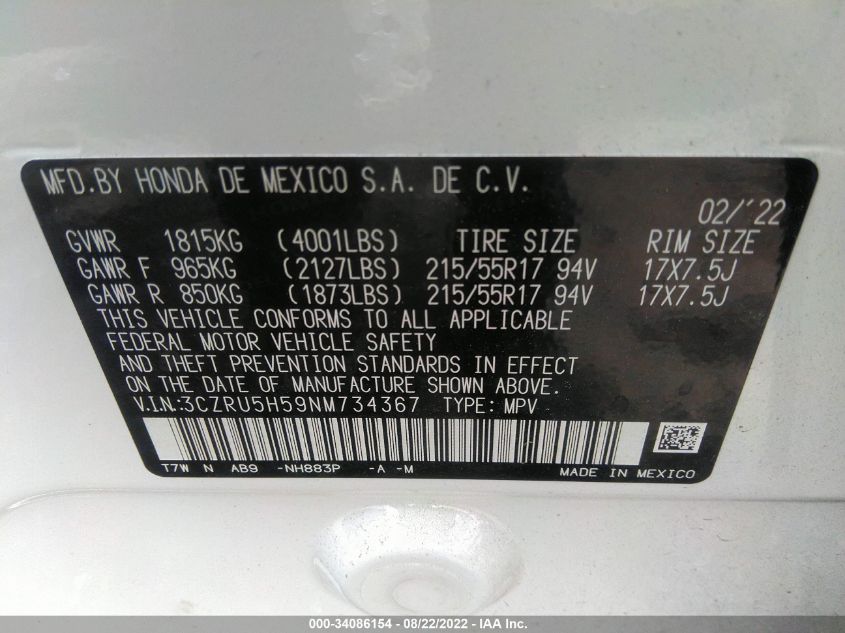 MFD.BY HONDA DE MEXICO S.A. DE C.V.
02/'22
GVWR 1815KG (4001LBS) TIRE SIZE RIM SIZE
GAWR F 965KG (2127LBS) 215/55R17 94V 17X7.5J
GAWR R 850KG (1873LBS) 215/55R17 94V 17X7.5J
THIS VEHICLE CONFORMS TO ALL APPLICABLE
FEDERAL MOTOR VEHICLE SAFETY
AND THEFT PREVENTION STANDARDS IN EFFECT
ON THE DATE OF MANUFACTURE SHOWN ABOVE.
V.I.N.:3CZRU5H59NM734367 TYPE: MPV
T7W N AB9 -NH883P -A -M MADE IN MEXICO
000-34086154 - 08/22/2022 - IAA Inc.